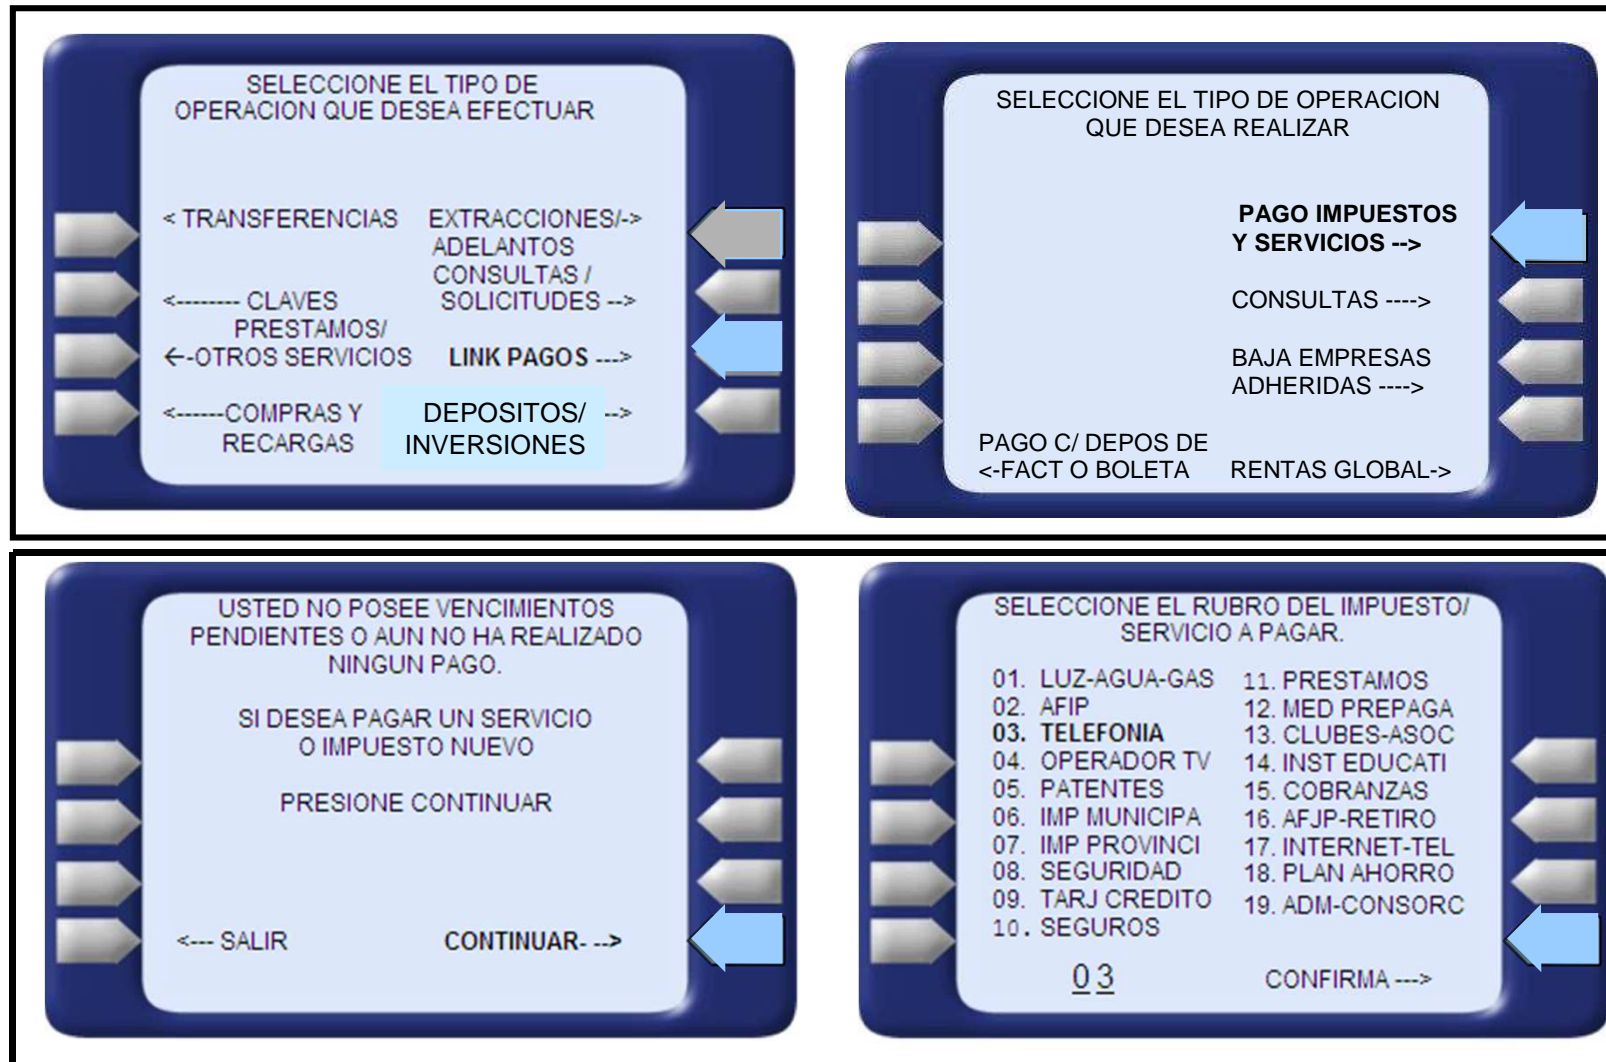 SELECCIONE EL TIPO DE
OPERACION QUE DESEA EFECTUAR
< TRANSFERENCIAS EXTRACCIONES/->
ADELANTOS
CONSULTAS /
<-------- CLAVES SOLICITUDES -->
PRESTAMOS/
<-OTROS SERVICIOS LINK PAGOS --->
<------COMPRAS Y DEPOSITOS/ -->
RECARGAS INVERSIONES
SELECCIONE EL TIPO DE OPERACION
QUE DESEA REALIZAR
PAGO IMPUESTOS
Y SERVICIOS -->
CONSULTAS ---->
BAJA EMPRESAS
ADHERIDAS ---->
PAGO C/ DEPOS DE
<-FACT O BOLETA RENTAS GLOBAL->
USTED NO POSEE VENCIMIENTOS
PENDIENTES O AUN NO HA REALIZADO
NINGUN PAGO.
SI DESEA PAGAR UN SERVICIO
O IMPUESTO NUEVO
PRESIONE CONTINUAR
<--- SALIR CONTINUAR- -->
SELECCIONE EL RUBRO DEL IMPUESTO/
SERVICIO A PAGAR.
01. LUZ-AGUA-GAS 11. PRESTAMOS
02. AFIP 12. MED PREPAGA
03. TELEFONIA 13. CLUBES-ASOC
04. OPERADOR TV 14. INST EDUCATI
05. PATENTES 15. COBRANZAS
06. IMP MUNICIPA 16. AFJP-RETIRO
07. IMP PROVINCI 17. INTERNET-TEL
08. SEGURIDAD 18. PLAN AHORRO
09. TARJ CREDITO 19. ADM-CONSORC
10. SEGUROS
03 CONFIRMA --->